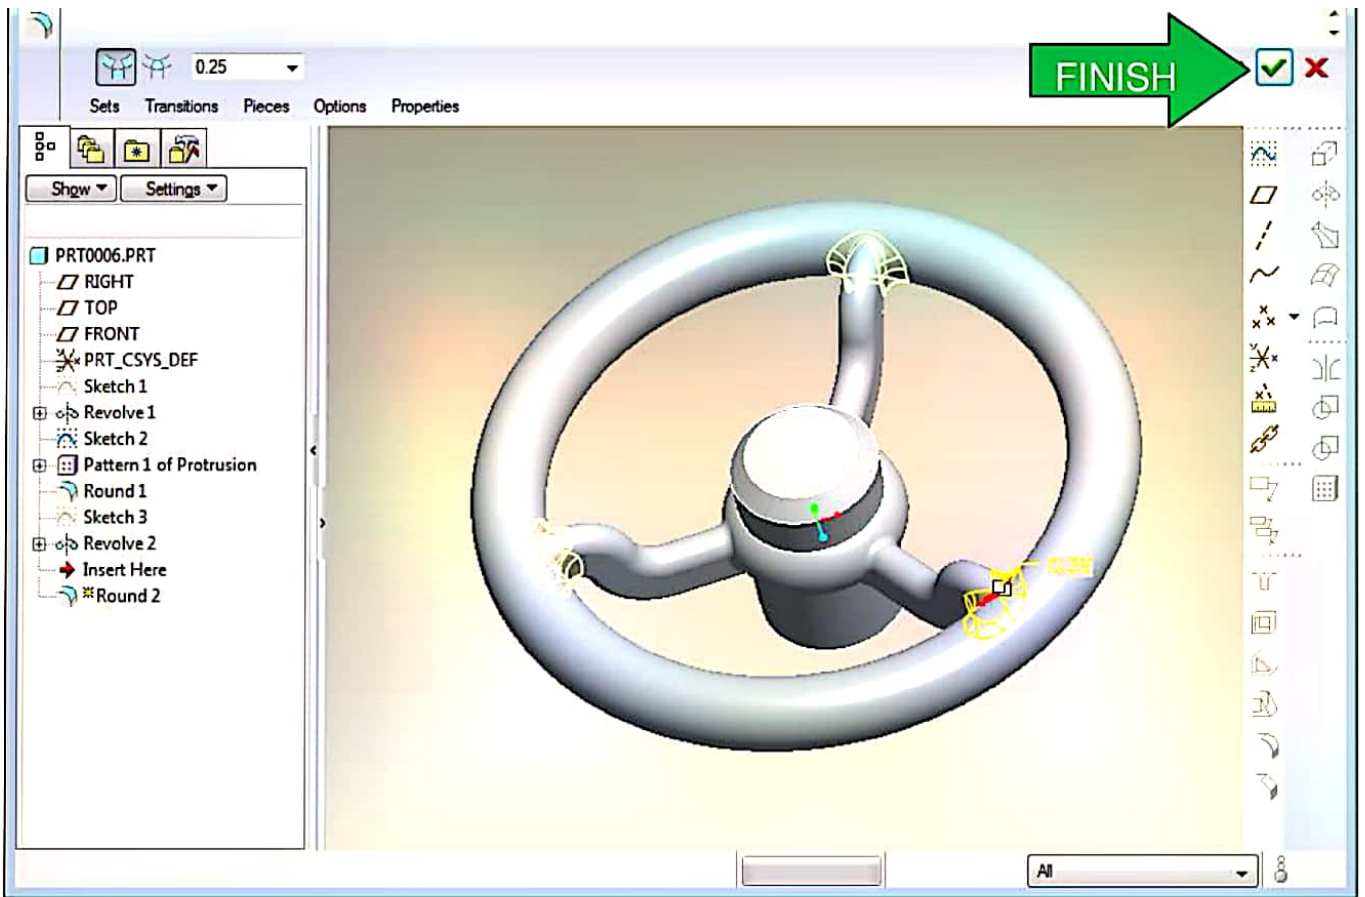 0.25
FINISH
Sets Transitions Pieces Options Properties
Show Settings
PRT0006.PRT
RIGHT
TOP
FRONT
PRT_CSYS_DEF
Sketch 1
Revolve 1
Sketch 2
Pattern 1 of Protrusion
Round 1
Sketch 3
Revolve 2
Insert Here
Round 2
All